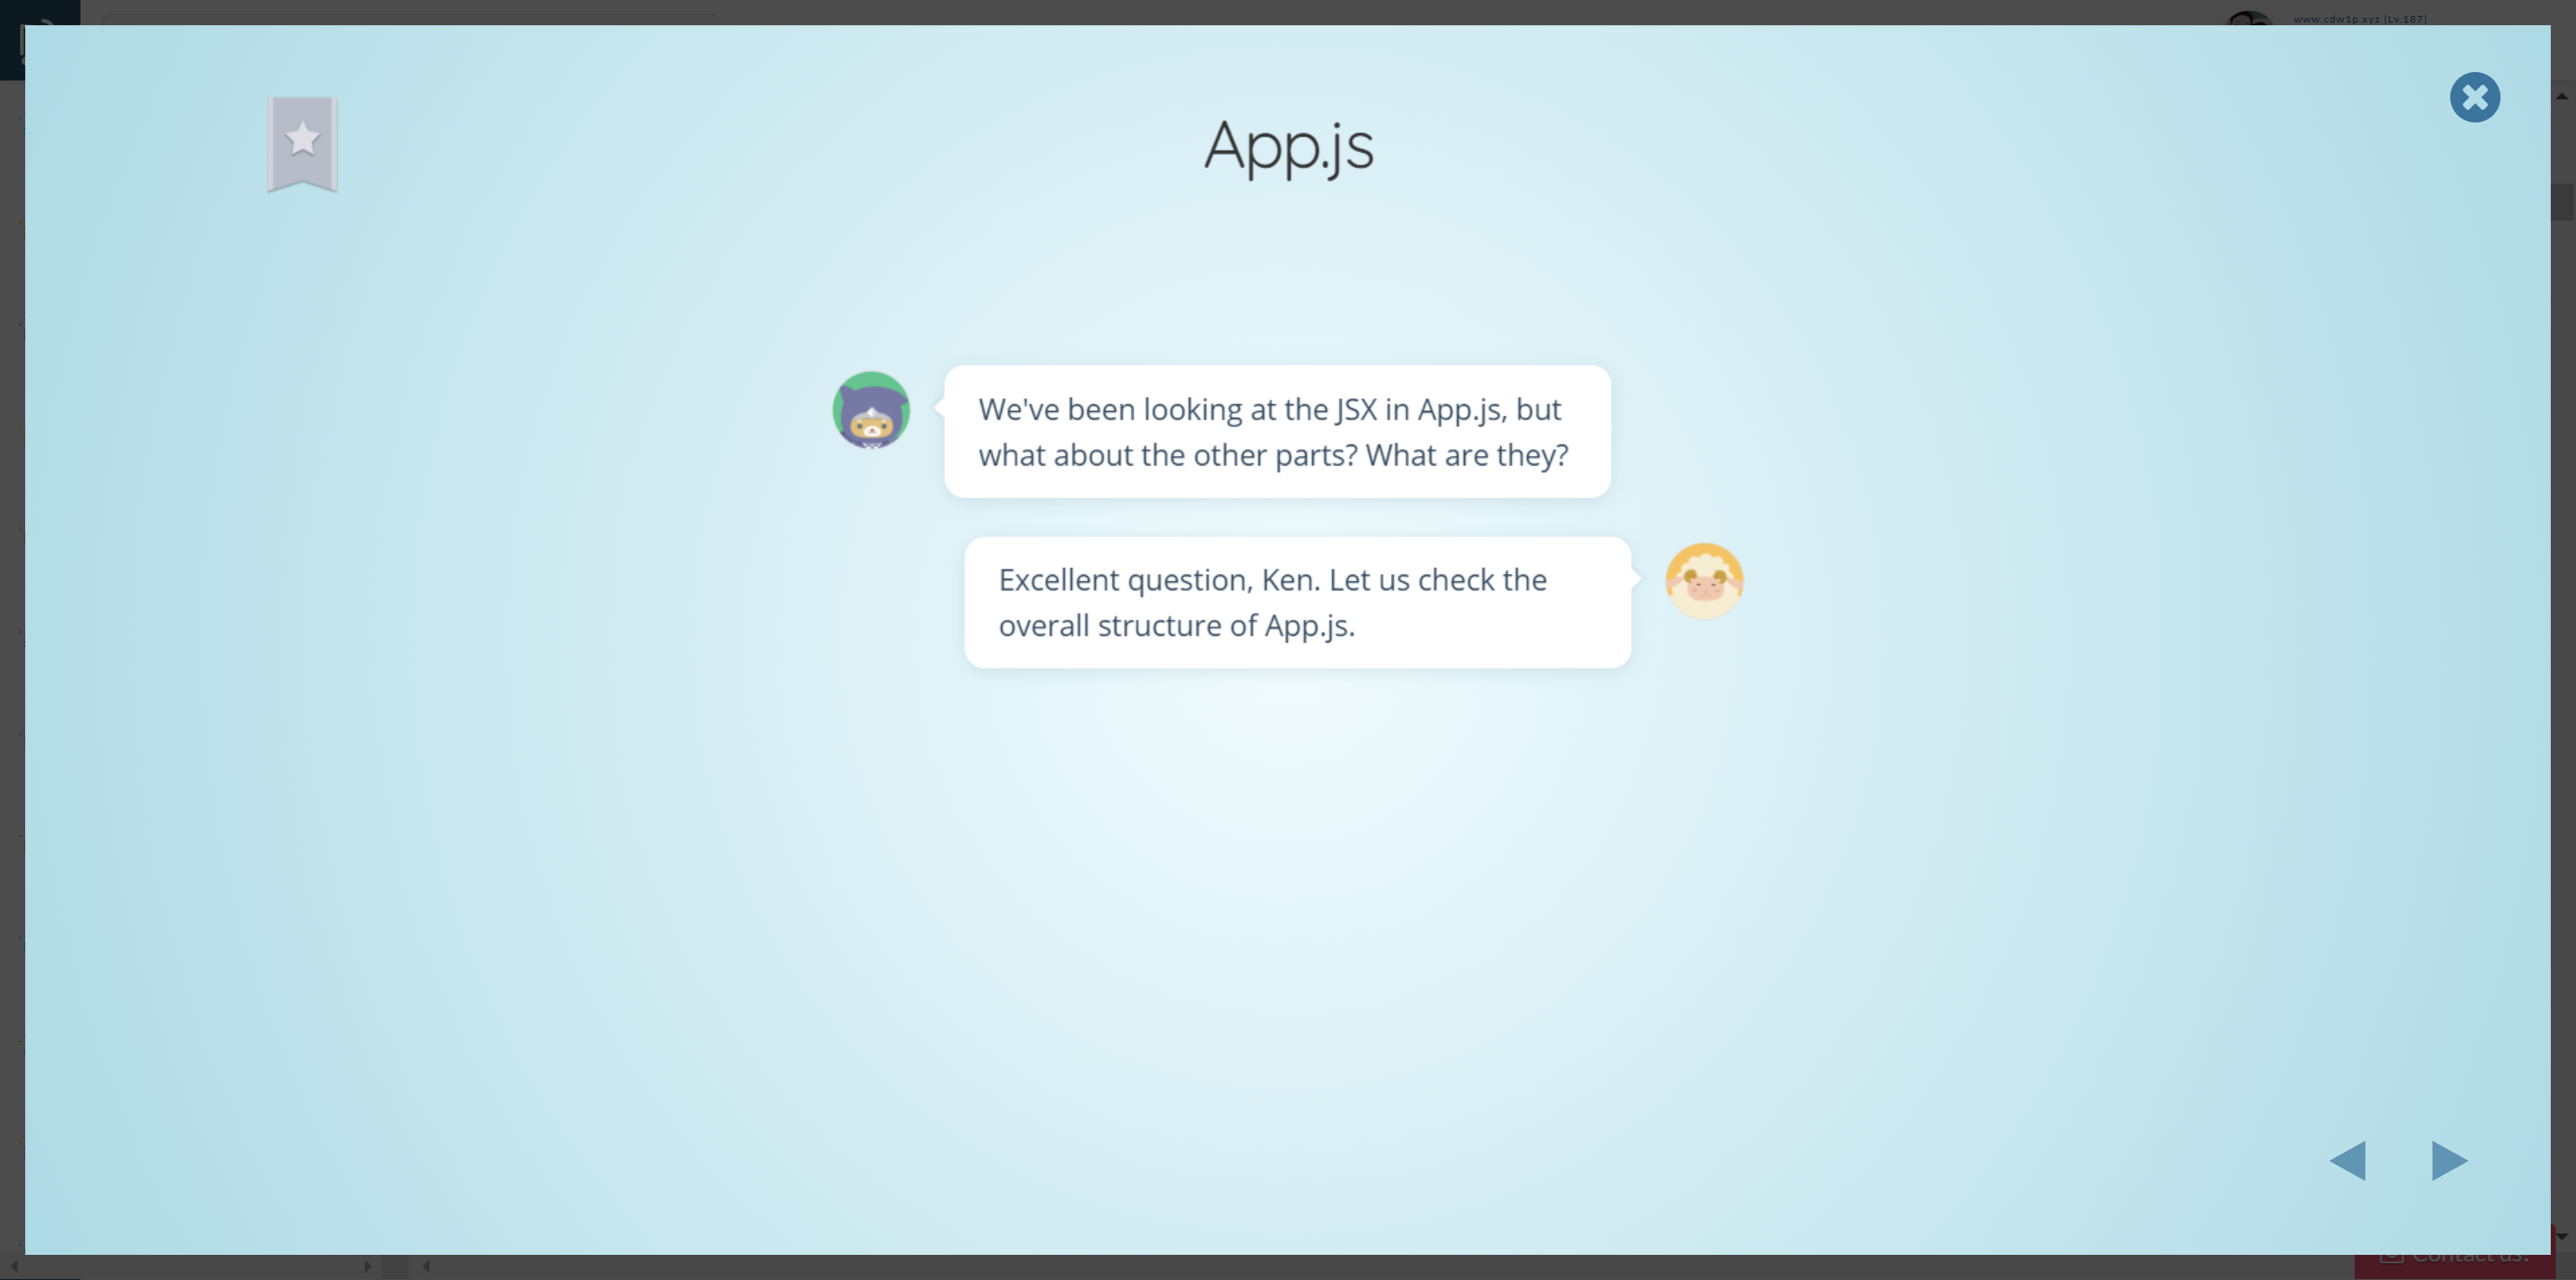 www.cdw1p.xyz (Lv.187)
App.js
We've been looking at the JSX in App.js, but
what about the other parts? What are they?
Excellent question, Ken. Let us check the
overall structure of App.js.
Contact us!